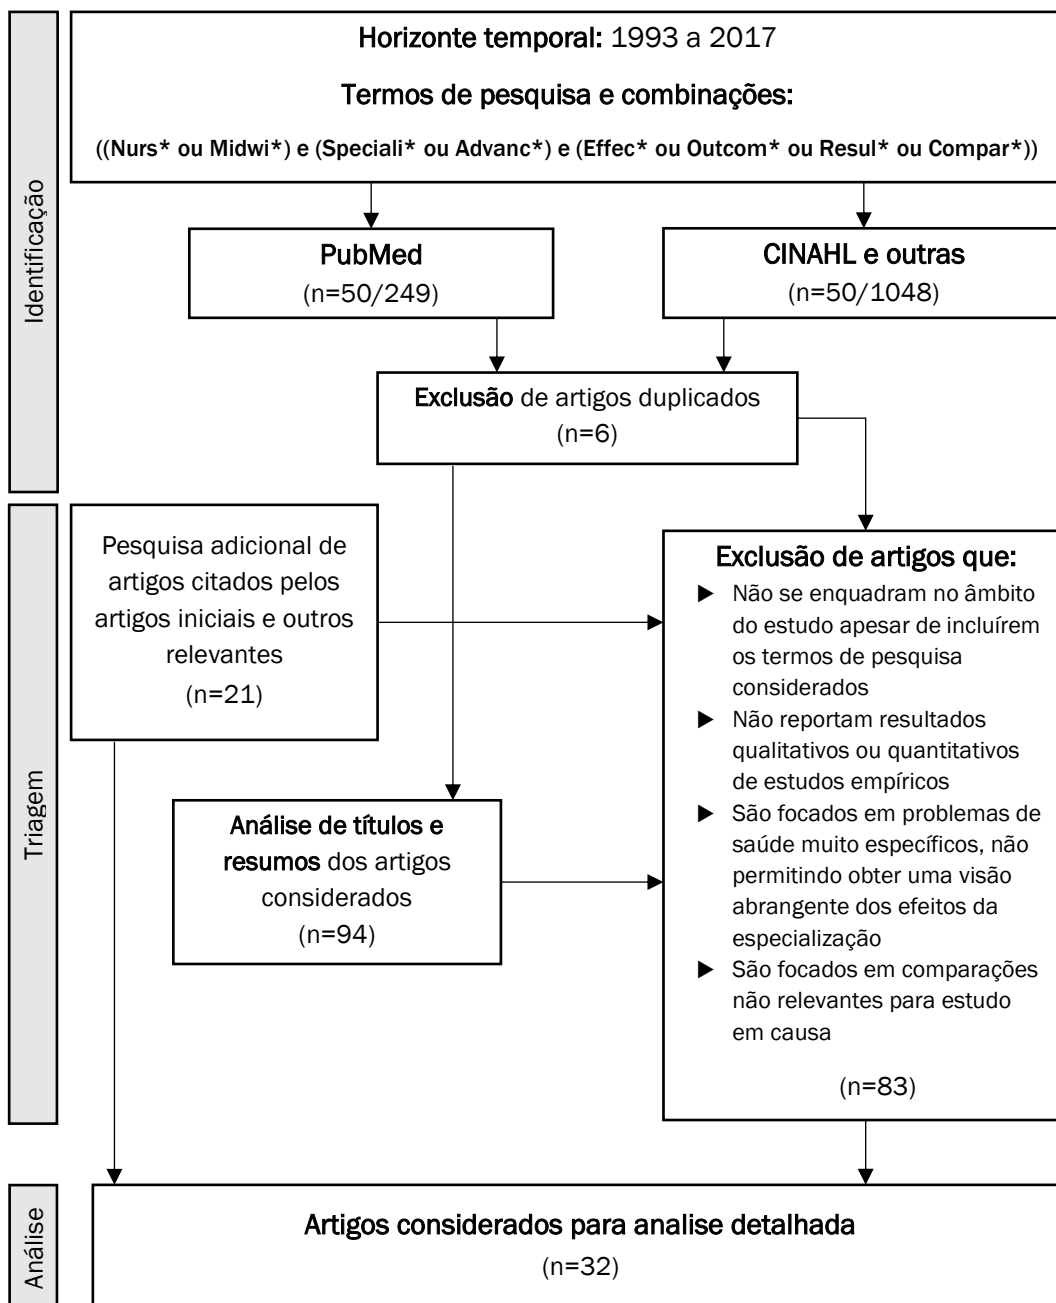 Identificação
Horizonte temporal: 1993 a 2017
Termos de pesquisa e combinações:
((Nurs* ou Midwi*) e (Speciali* ou Advanc*) e (Effec* ou Outcom* ou Resul* ou Compar*))
PubMed
(n=50/249)
CINAHL e outras
(n=50/1048)
Exclusão de artigos duplicados
(n=6)
Triagem
Pesquisa adicional de
artigos citados pelos
artigos iniciais e outros
relevantes
(n=21)
Análise de títulos e
resumos dos artigos
considerados
(n=94)
Exclusão de artigos que:
► Não se enquadram no âmbito
do estudo apesar de incluírem
os termos de pesquisa
considerados
► Não reportam resultados
qualitativos ou quantitativos
de estudos empíricos
► São focados em problemas de
saúde muito específicos, não
permitindo obter uma visão
abrangente dos efeitos da
especialização
► São focados em comparações
não relevantes para estudo
em causa
(n=83)
Análise
Artigos considerados para analise detalhada
(n=32)